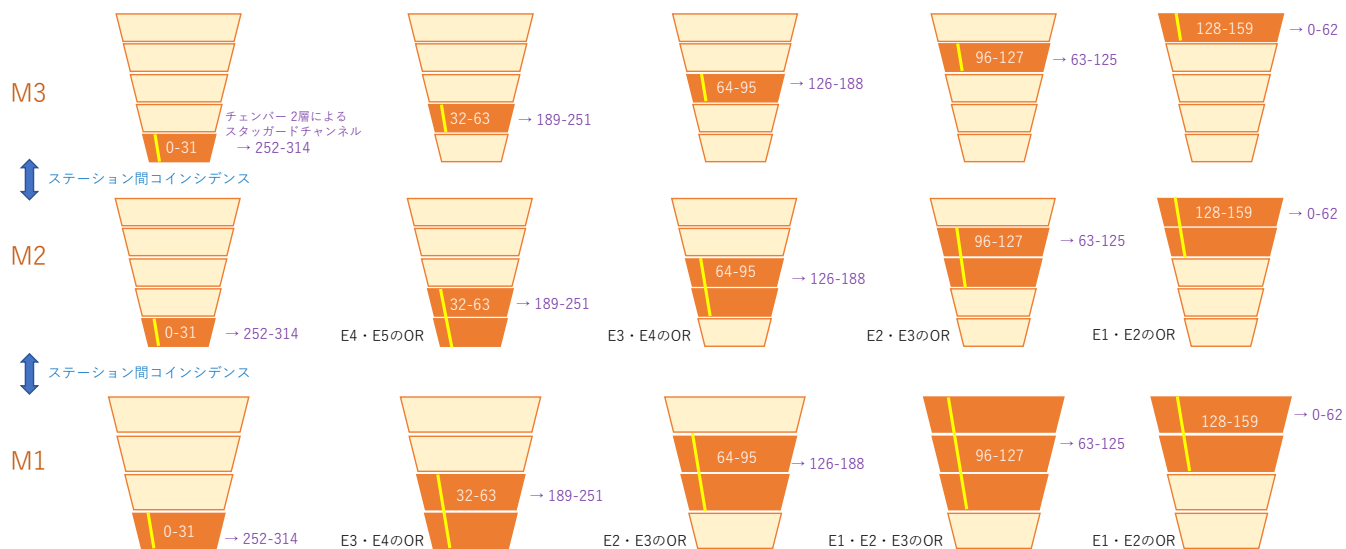 M3
チェンバー 2層による
スタッガードチャンネル
0-31
→ 252-314
32-63
→ 189-251
64-95
→ 126-188
96-127
→ 63-125
128-159
→ 0-62
ステーション間コインシデンス
M2
0-31
→ 252-314
E4・E5のOR
32-63
→ 189-251
E3・E4のOR
64-95
→ 126-188
E2・E3のOR
96-127
→ 63-125
E1・E2のOR
128-159
→ 0-62
ステーション間コインシデンス
M1
0-31
→ 252-314
E3・E4のOR
32-63
→ 189-251
E2・E3のOR
64-95
→ 126-188
E1・E2・E3のOR
96-127
→ 63-125
E1・E2のOR
128-159
→ 0-62